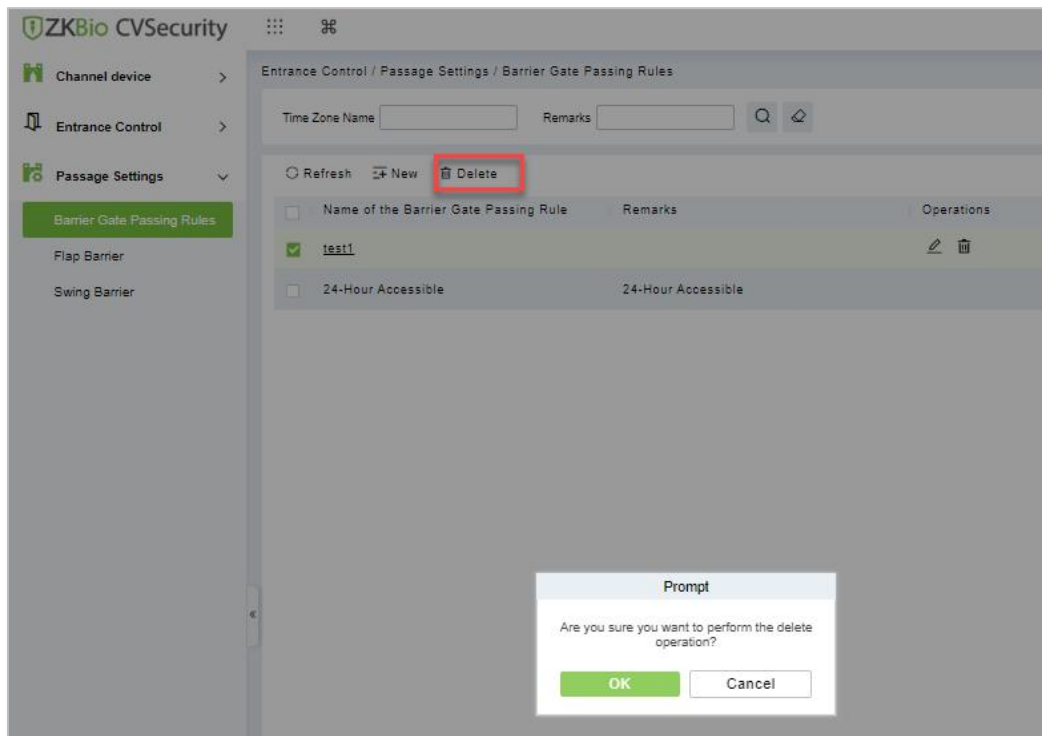 ZKBio CVSecurity
Channel device
Entrance Control
Passage Settings
Barrier Gate Passing Rules
Flap Barrier
Swing Barrier
Entrance Control / Passage Settings / Barrier Gate Passing Rules
Time Zone Name Remarks
Refresh New Delete
Name of the Barrier Gate Passing Rule Remarks Operations
test1
24-Hour Accessible 24-Hour Accessible
Prompt
Are you sure you want to perform the delete
operation?
OK Cancel